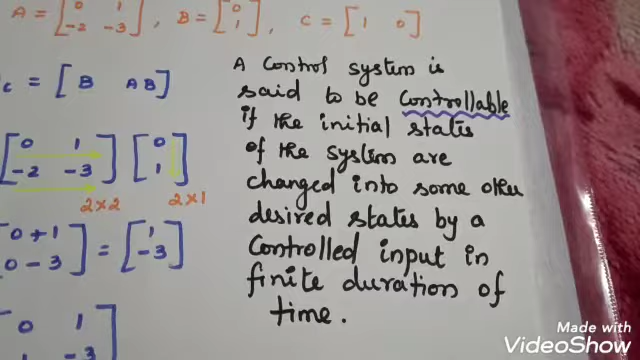 A = [0 1 -2 -3], B = [0 1], C = [1 0]
c = [B AB]
[0 1 -2 -3] [0 1]
2×2 2×1
0+1 0-3] = [1 -3]
0 1 1 -3]
A Control system is
said to be Controllable
if the initial states
of the system are
changed into some other
desired states by a
Controlled input in
finite duration of
time.
Made with
VideoShow